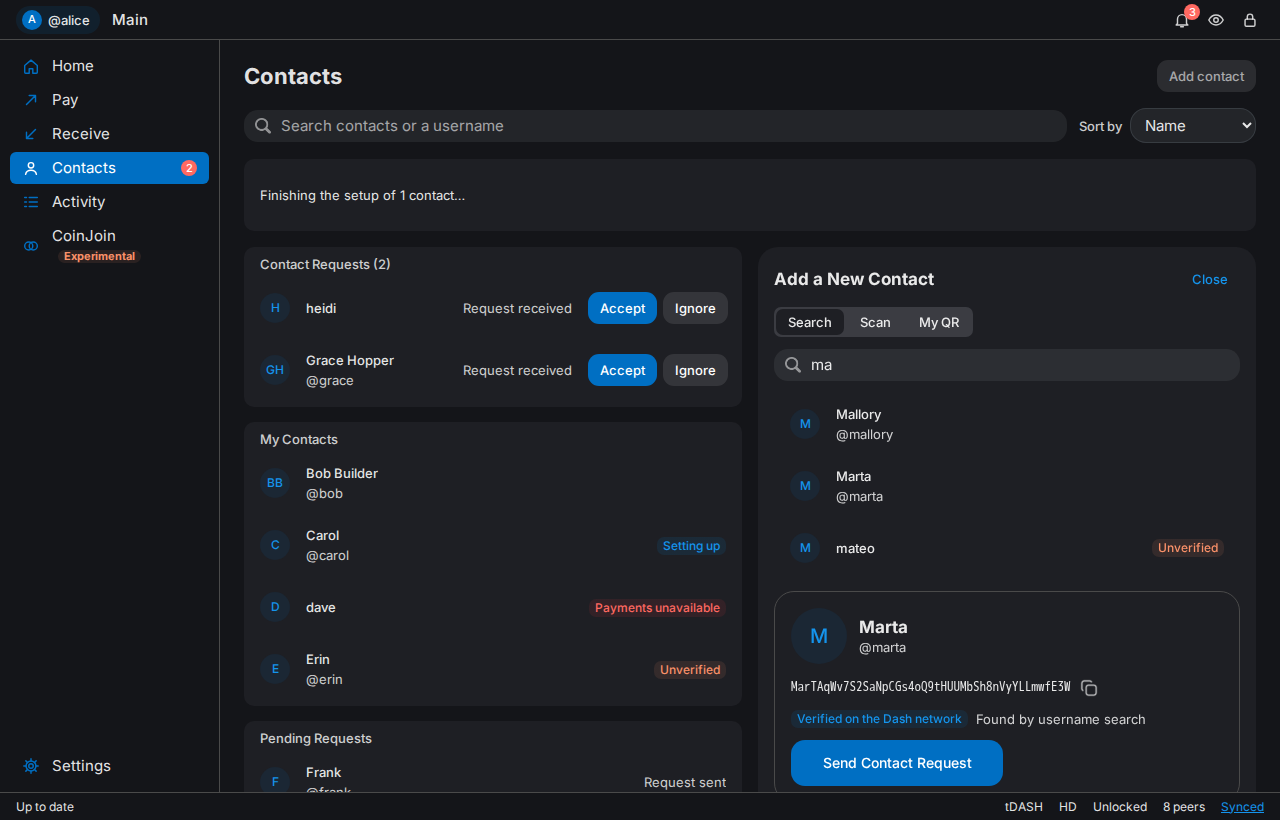 A @alice Main 3
Home
Pay
Receive
Contacts 2
Activity
CoinJoin
Experimental
Settings
Contacts
Add contact
Search contacts or a username
Sort by Name
Finishing the setup of 1 contact...
Contact Requests (2)
H heidi Request received Accept Ignore
GH Grace Hopper
@grace
Request received Accept Ignore
My Contacts
BB Bob Builder
@bob
C Carol
@carol
Setting up
D dave Payments unavailable
E Erin
@erin
Unverified
Pending Requests
F Frank
@frank
Request sent
Add a New Contact Close
Search Scan My QR
ma
M Mallory
@mallory
M Marta
@marta
M mateo Unverified
M Marta
@marta
MarTAqWv7S2SaNpCGs4oQ9tHUUMbSh8nVyYLLmwfE3W
Verified on the Dash network Found by username search
Send Contact Request
Up to date tDASH HD Unlocked 8 peers Synced